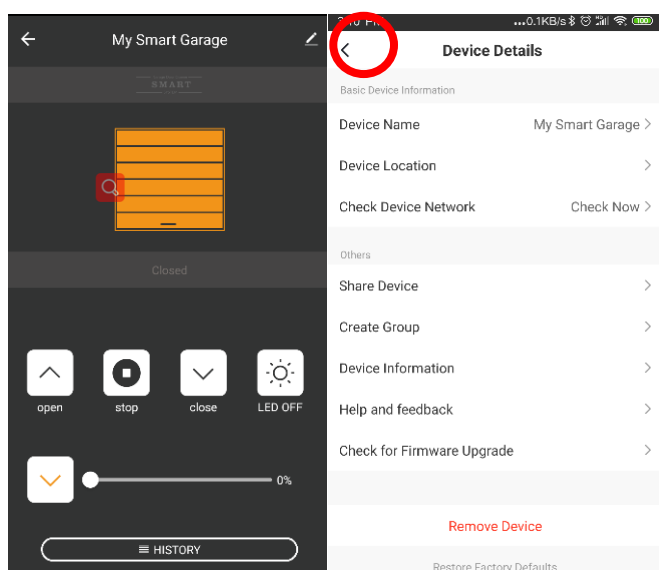 My Smart Garage
SMART
Closed
open
stop
close
LED OFF
0%
HISTORY
...0.1KB/s
100
Device Details
Basic Device Information
Device Name
My Smart Garage
Device Location
Check Device Network
Check Now
Others
Share Device
Create Group
Device Information
Help and feedback
Check for Firmware Upgrade
Remove Device
Restore Factory Defaults